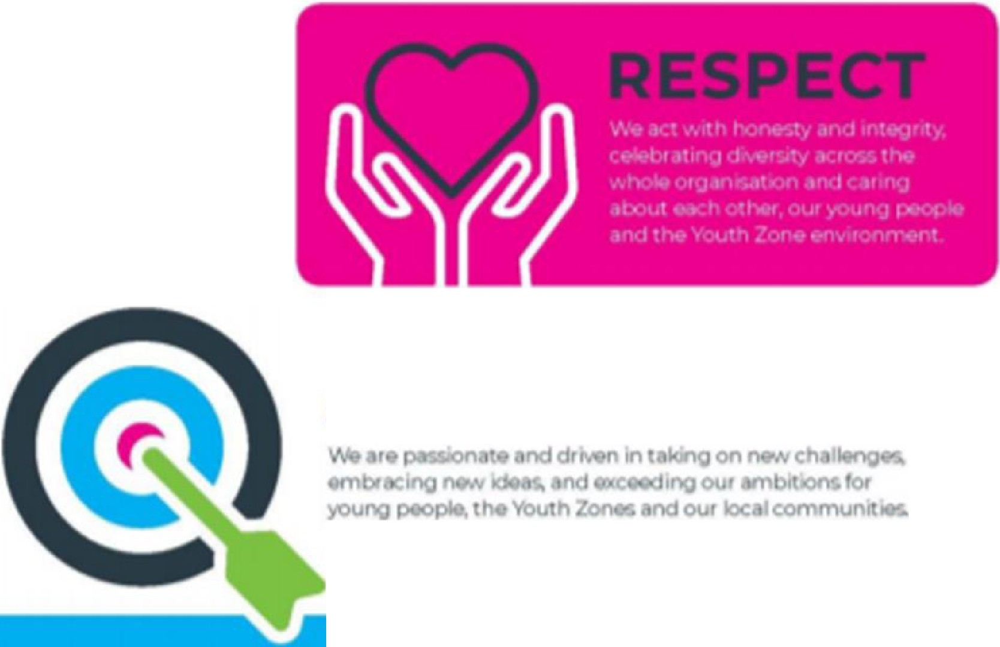 RESPECT
We act with honesty and integrity,
celebrating diversity across the
whole organisation and caring
about each other, our young people
and the Youth Zone environment.
We are passionate and driven in taking on new challenges,
embracing new ideas, and exceeding our ambitions for
young people, the Youth Zones and our local communities.